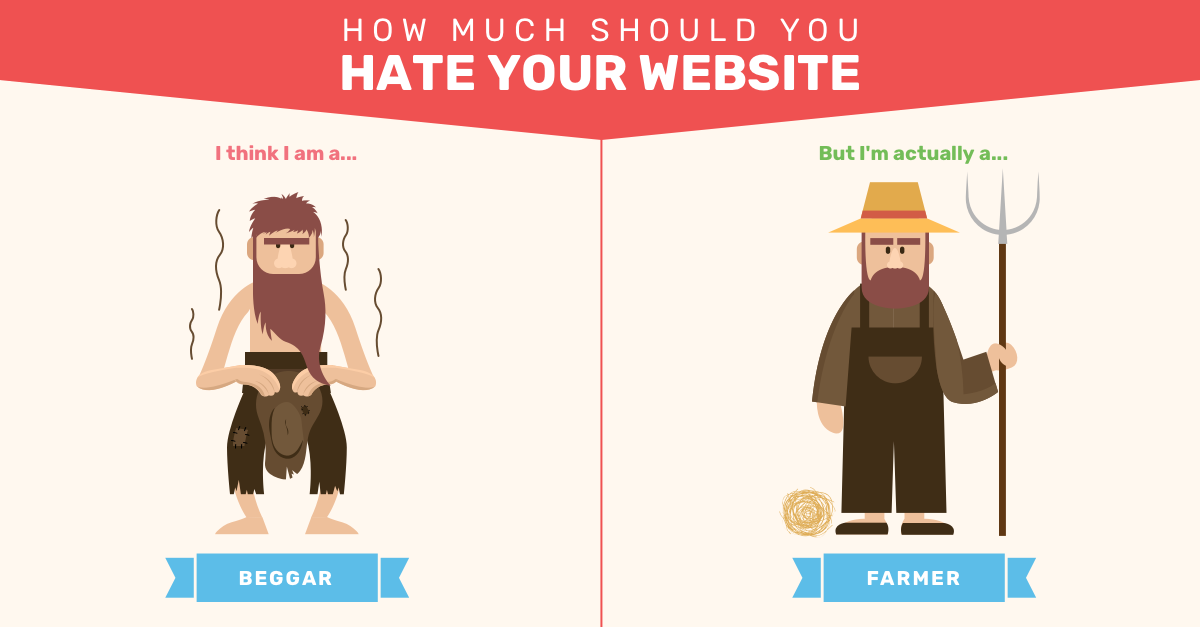 HOW MUCH SHOULD YOU
HATE YOUR WEBSITE
I think I am a...
BEGGAR
But I'm actually a...
FARMER